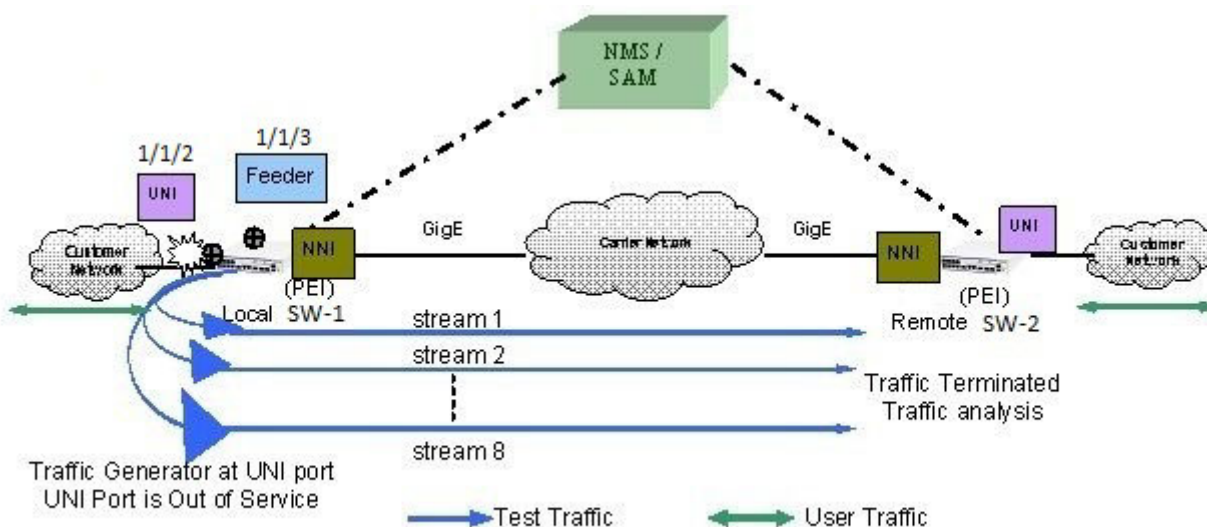 NMS /
SAM
1/1/2
1/1/3
UNI
Feeder
Customer
Network
NNI
GigE
Carrier Network
GigE
NNI
UNI
Customer
Network
(PEI)
Local SW-1
(PEI)
Remote SW-2
stream 1
stream 2
stream 8
Traffic Terminated
Traffic analysis
Traffic Generator at UNI port
UNI Port is Out of Service
Test Traffic
User Traffic